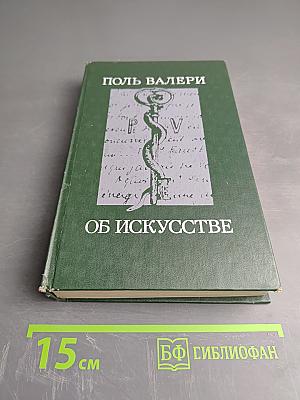 ПОЛЬ ВАЛЕРИ
P V
ОБ ИСКУССТВЕ
15 см
БФ БИБЛИОФАН